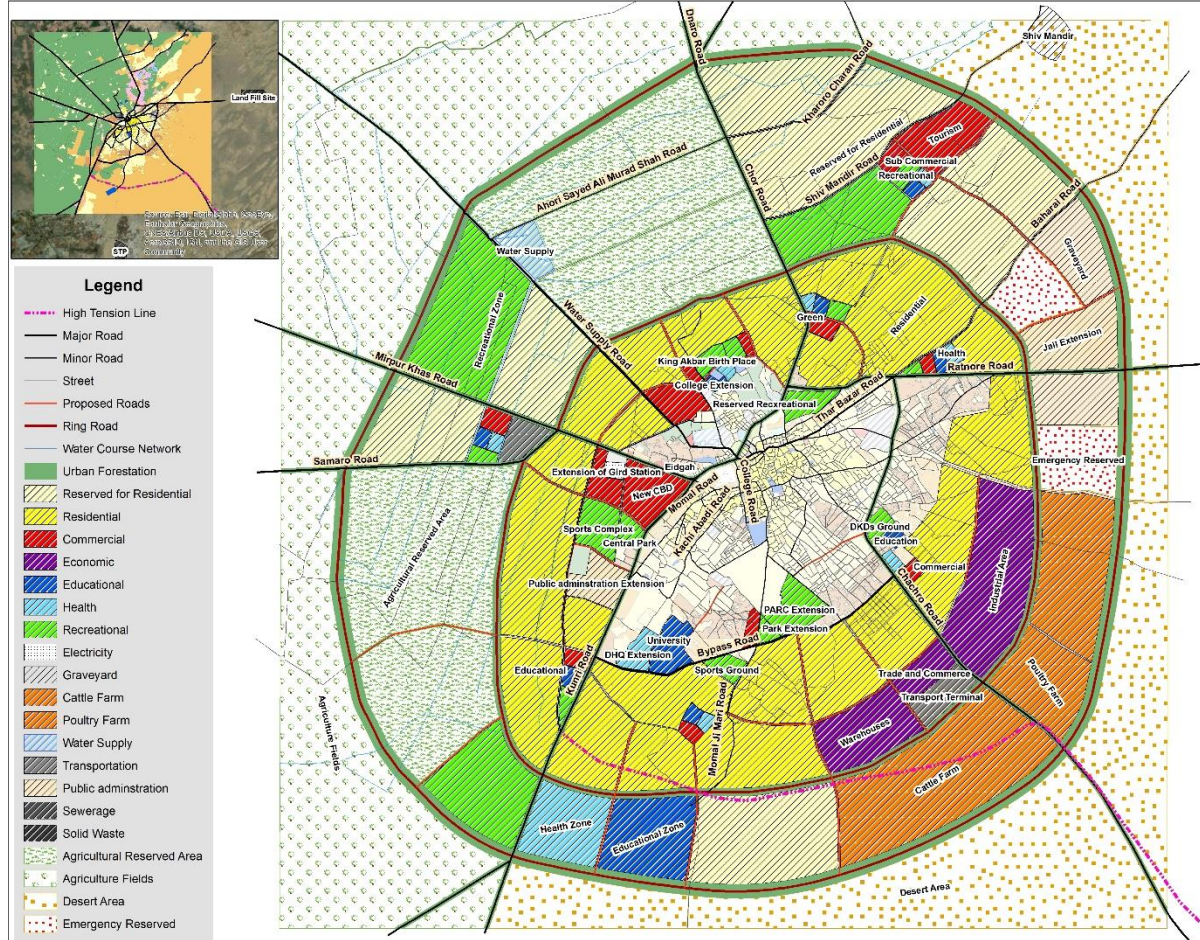 Land Fill Site
STP
Community
Legend
High Tension Line
Major Road
Minor Road
Street
Proposed Roads
Ring Road
Water Course Network
Urban Forestation
Reserved for Residential
Residential
Commercial
Economic
Educational
Health
Recreational
Electricity
Graveyard
Cattle Farm
Poultry Farm
Water Supply
Transportation
Public adminstration
Sewerage
Solid Waste
Agricultural Reserved Area
Agriculture Fields
Desert Area
Emergency Reserved
Dnaro Road
Shiv Mandir
Kharoro Charan Road
Reserved for Residential
Tourism
Sub Commercial
Recreational
Shiv Mandir Road
Ahori Sayed Ali Murad Shah Road
Chor Road
Baharai Road
Graveyard
Water Supply
Recreational Zone
Water Supply Road
Green
Residential
Jail Extension
Mirpur Khas Road
King Akbar Birth Place
Health
Ratnore Road
College Extension
Reserved Recxreational
Thar Bazar Road
Samaro Road
Extension of Gird Station
Eidgah
New CBD
Momal Road
College Road
Kachi Abadi Road
Emergency Reserved
Agricultural Reserved Area
Sports Complex
Central Park
DKDs Ground
Education
Public adminstration Extension
Commercial
Industrial Area
Chachro Road
PARC Extension
Park Extension
University
DHQ Extension
Bypass Road
Educational
Kunri Road
Sports Ground
Trade and Commerce
Transport Terminal
Poultry Farm
Momal Ji Mari Road
Warehouses
Agriculture Fields
Cattle Farm
Health Zone
Educational Zone
Desert Area